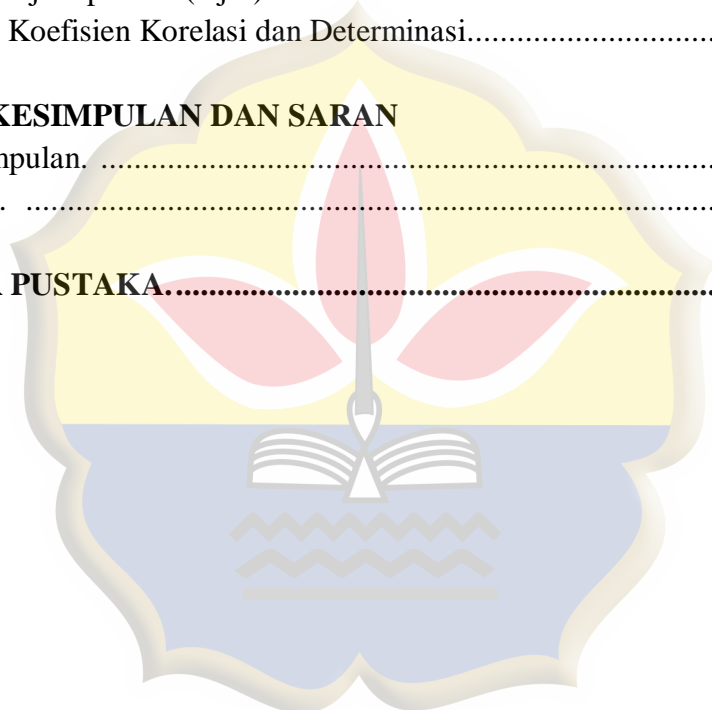 Koefisien Korelasi dan Determinasi..............................
KESIMPULAN DAN SARAN
mpulan. ...........................................................................
. ....................................................................................
PUSTAKA...................................................................